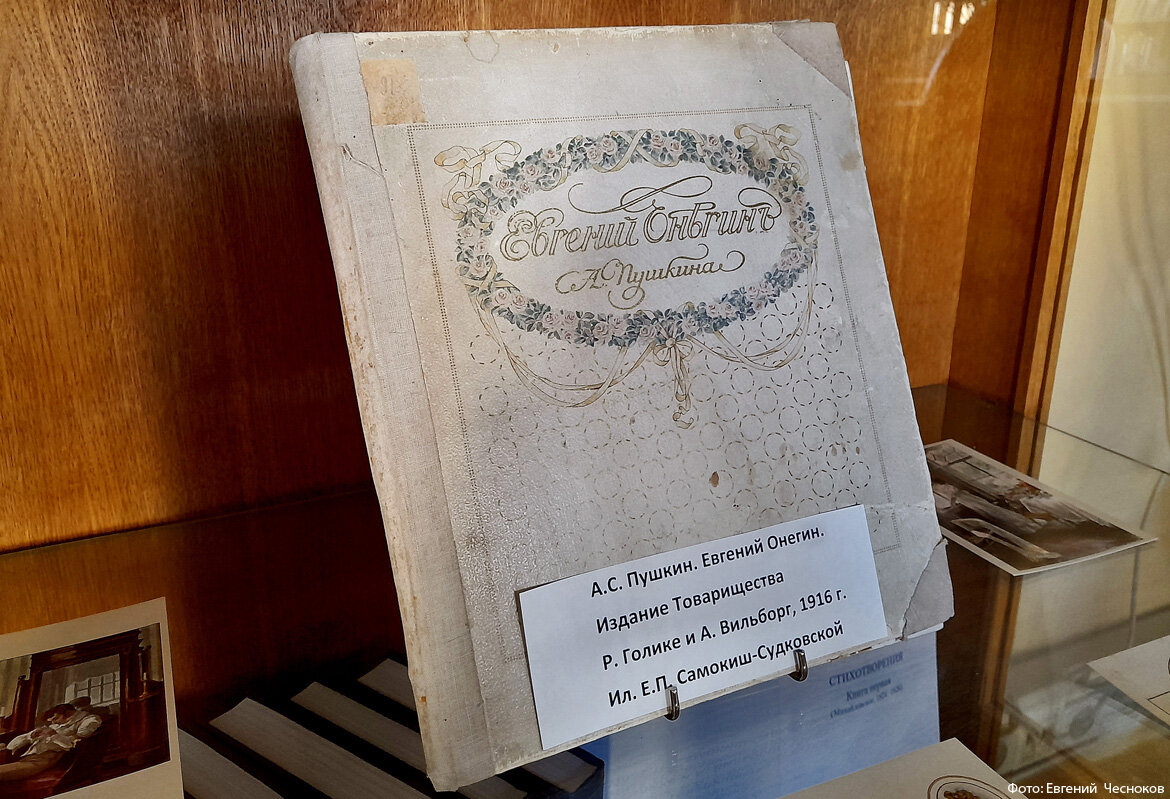 Евгеній Онѣгинъ
А.С. Пушкина
А.С. Пушкин. Евгений Онегин.
Издание Товарищества
Р. Голике и А. Вильборг, 1916 г.
Ил. Е.П. Самокиш-Судковской
СТИХОТВОРЕНИЯ
Книга первая
Фото: Евгений Чесноков